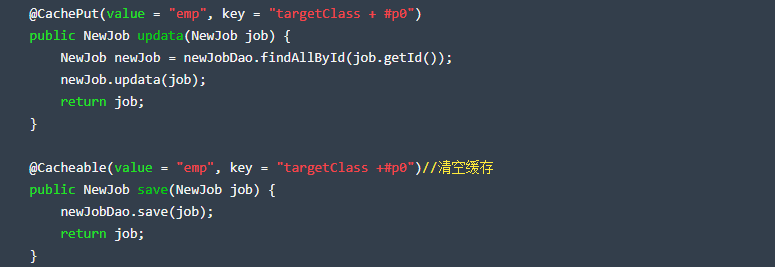 @CachePut(value = "emp", key = "targetClass + #p0")
public NewJob updata(NewJob job) {
    NewJob newJob = newJobDao.findAllById(job.getId());
    newJob.updata(job);
    return job;
}
@Cacheable(value = "emp", key = "targetClass +#p0")//清空缓存
public NewJob save(NewJob job) {
    newJobDao.save(job);
    return job;
}